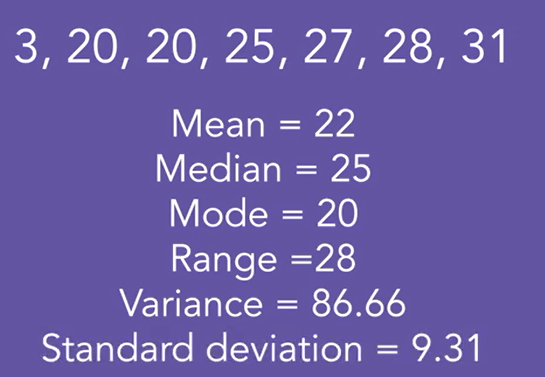 3, 20, 20, 25, 27, 28, 31
Mean = 22
Median = 25
Mode = 20
Range =28
Variance = 86.66
Standard deviation = 9.31